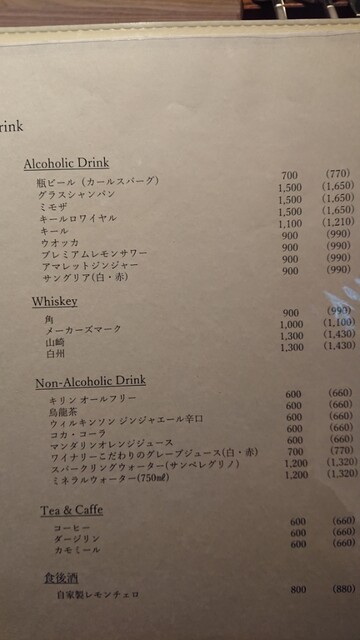 rink
Alcoholic Drink
瓶ビール（カールスバーグ） 700 (770)
グラスシャンパン 1,500 (1,650)
ミモザ 1,500 (1,650)
キールロワイヤル 1,500 (1,650)
キール 1,100 (1,210)
ウオッカ 900 (990)
プレミアムレモンサワー 900 (990)
アマレットジンジャー 900 (990)
サングリア(白・赤) 900 (990)
Whiskey
角 900 (990)
メーカーズマーク 1,000 (1,100)
山崎 1,300 (1,430)
白州 1,300 (1,430)
Non-Alcoholic Drink
キリン オールフリー 600 (660)
烏龍茶 600 (660)
ウィルキンソン ジンジャエール辛口 600 (660)
コカ・コーラ 600 (660)
マンダリンオレンジジュース 600 (660)
ワイナリーこだわりのグレープジュース(白・赤) 700 (770)
スパークリングウォーター(サンペレグリノ) 1,200 (1,320)
ミネラルウォーター(750㎖) 1,200 (1,320)
Tea & Caffe
コーヒー 600 (660)
ダージリン 600 (660)
カモミール 600 (660)
食後酒
自家製レモンチェロ 800 (880)